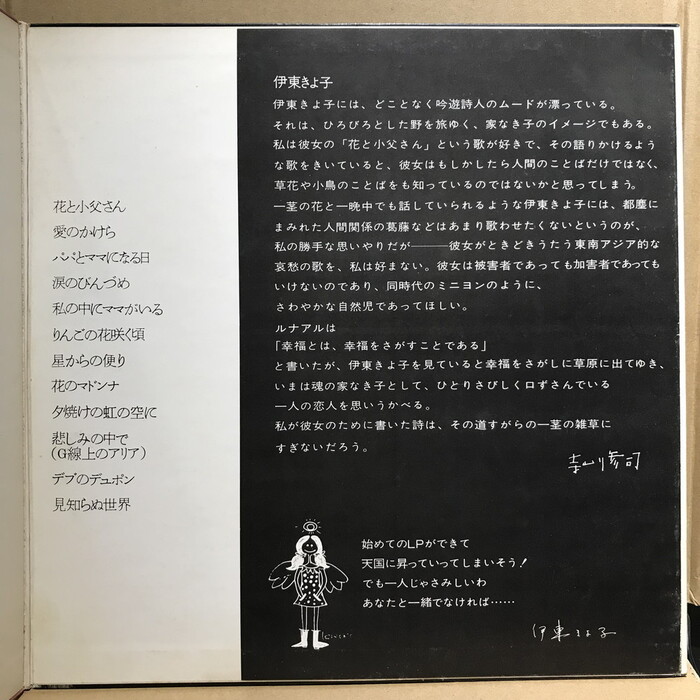 花と小父さん
愛のかけら
パパとママになる日
涙のびんづめ
私の中にママがいる
りんごの花咲く頃
星からの便り
花のマドンナ
夕焼けの虹の空に
悲しみの中で
(G線上のアリア)
デブのデュポン
見知らぬ世界
伊東きよ子
伊東きよ子には、どことなく吟遊詩人のムードが漂っている。
それは、ひろびろとした野を旅ゆく、家なき子のイメージでもある。
私は彼女の「花と小父さん」という歌が好きで、その語りかけるよう
な歌をきいていると、彼女はもしかしたら人間のことばだけではなく、
草花や小鳥のことばをも知っているのではないかと思ってしまう。
一茎の花と一晩中でも話していられるような伊東きよ子には、都塵に
まみれた人間関係の葛藤などはあまり歌わせたくないというのが、
私の勝手な思いやりだが———彼女がときどきうたう東南アジア的な
哀愁の歌を、私は好まない。彼女は被害者であっても加害者であっても
いけないのであり、同時代のミニヨンのように、
さわやかな自然児であってほしい。
ルナアルは
「幸福とは、幸福をさがすことである」
と書いたが、伊東きよ子を見ていると幸福をさがしに草原に出てゆき、
いまは魂の家なき子として、ひとりさびしく口ずさんでいる
一人の恋人を思いうかべる。
私が彼女のために書いた詩は、その道すがらの一茎の雑草に
すぎないだろう。
寺山修司
始めてのLPができて
天国に昇っていってしまいそう!
でも一人じゃさみしいわ
あなたと一緒でなければ……
伊東きよ子